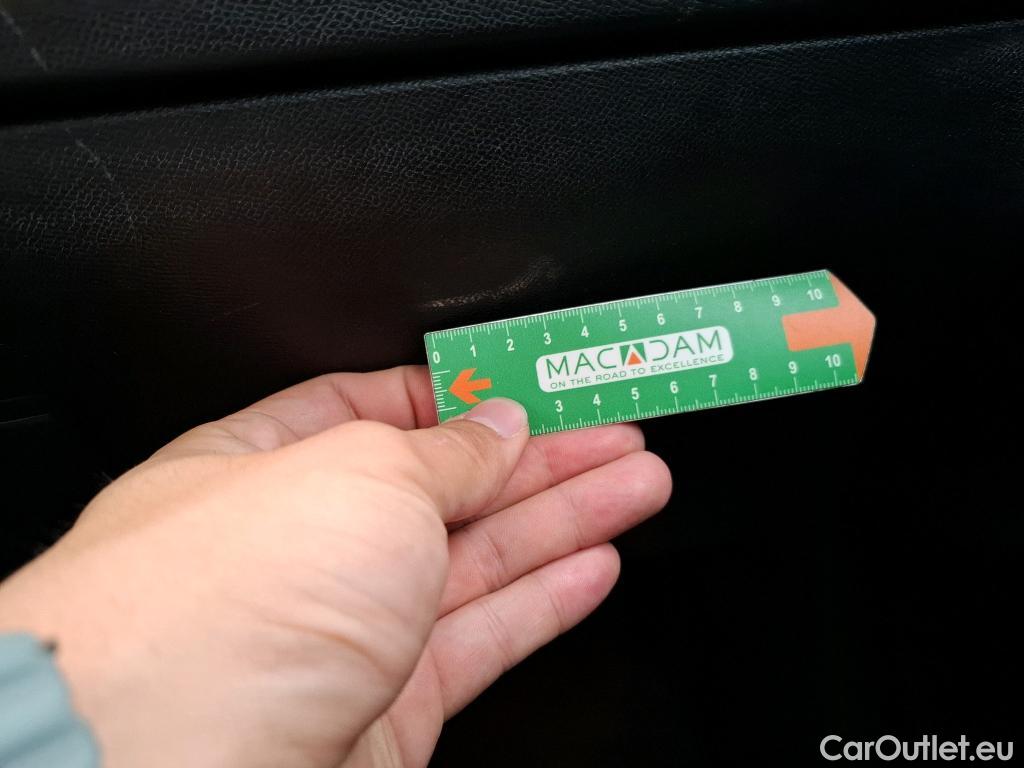 0 1 2 3 4 5 6 7 8 9 10
MACADAM
ON THE ROAD TO EXCELLENCE
3 4 5 6 7 8 9 10
CarOutlet.eu